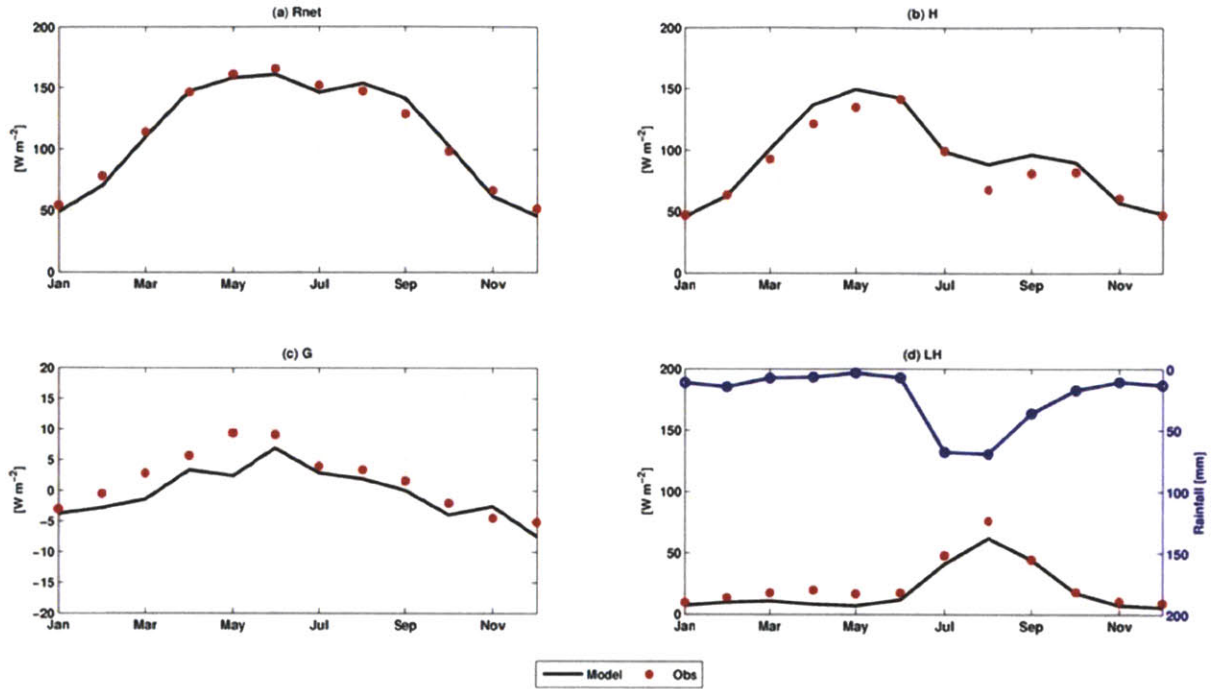 (a) Rnet
200
150
100
50
0
[W m−2]
Jan Mar May Jul Sep Nov
(b) H
200
150
100
50
0
[W m−2]
Jan Mar May Jul Sep Nov
(c) G
20
15
10
5
0
−5
−10
−15
−20
[W m−2]
Jan Mar May Jul Sep Nov
(d) LH
200
150
100
50
0
[W m−2]
0
50
100
150
200
Rainfall [mm]
Jan Mar May Jul Sep Nov
Model Obs